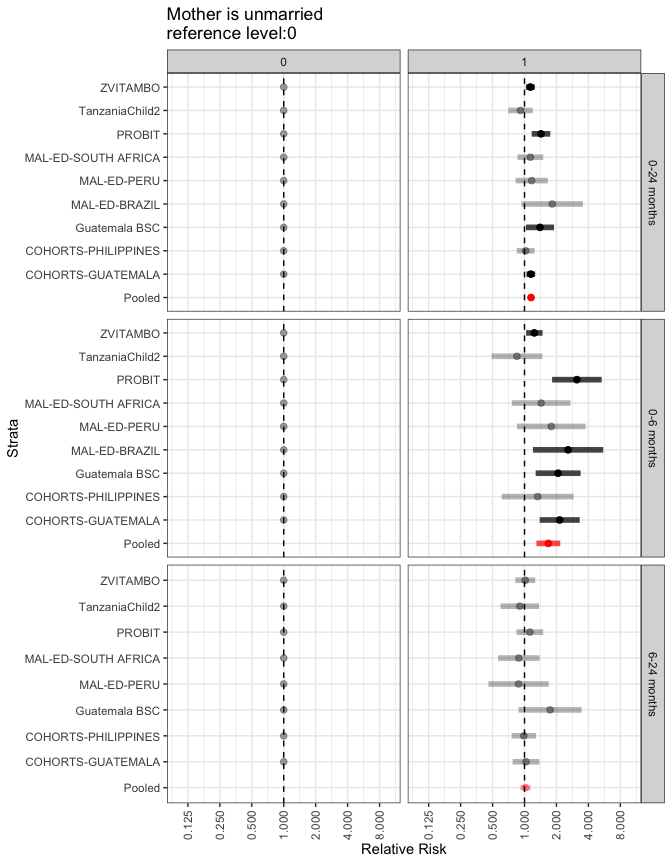 Mother is unmarried
reference level:0
0
1
ZVITAMBO
TanzaniaChild2
PROBIT
MAL-ED-SOUTH AFRICA
MAL-ED-PERU
MAL-ED-BRAZIL
Guatemala BSC
COHORTS-PHILIPPINES
COHORTS-GUATEMALA
Pooled
0-24 months
ZVITAMBO
TanzaniaChild2
PROBIT
MAL-ED-SOUTH AFRICA
MAL-ED-PERU
MAL-ED-BRAZIL
Guatemala BSC
COHORTS-PHILIPPINES
COHORTS-GUATEMALA
Pooled
0-6 months
ZVITAMBO
TanzaniaChild2
PROBIT
MAL-ED-SOUTH AFRICA
MAL-ED-PERU
Guatemala BSC
COHORTS-PHILIPPINES
COHORTS-GUATEMALA
Pooled
6-24 months
Strata
0.125 0.250 0.500 1.000 2.000 4.000 8.000
0.125 0.250 0.500 1.000 2.000 4.000 8.000
Relative Risk